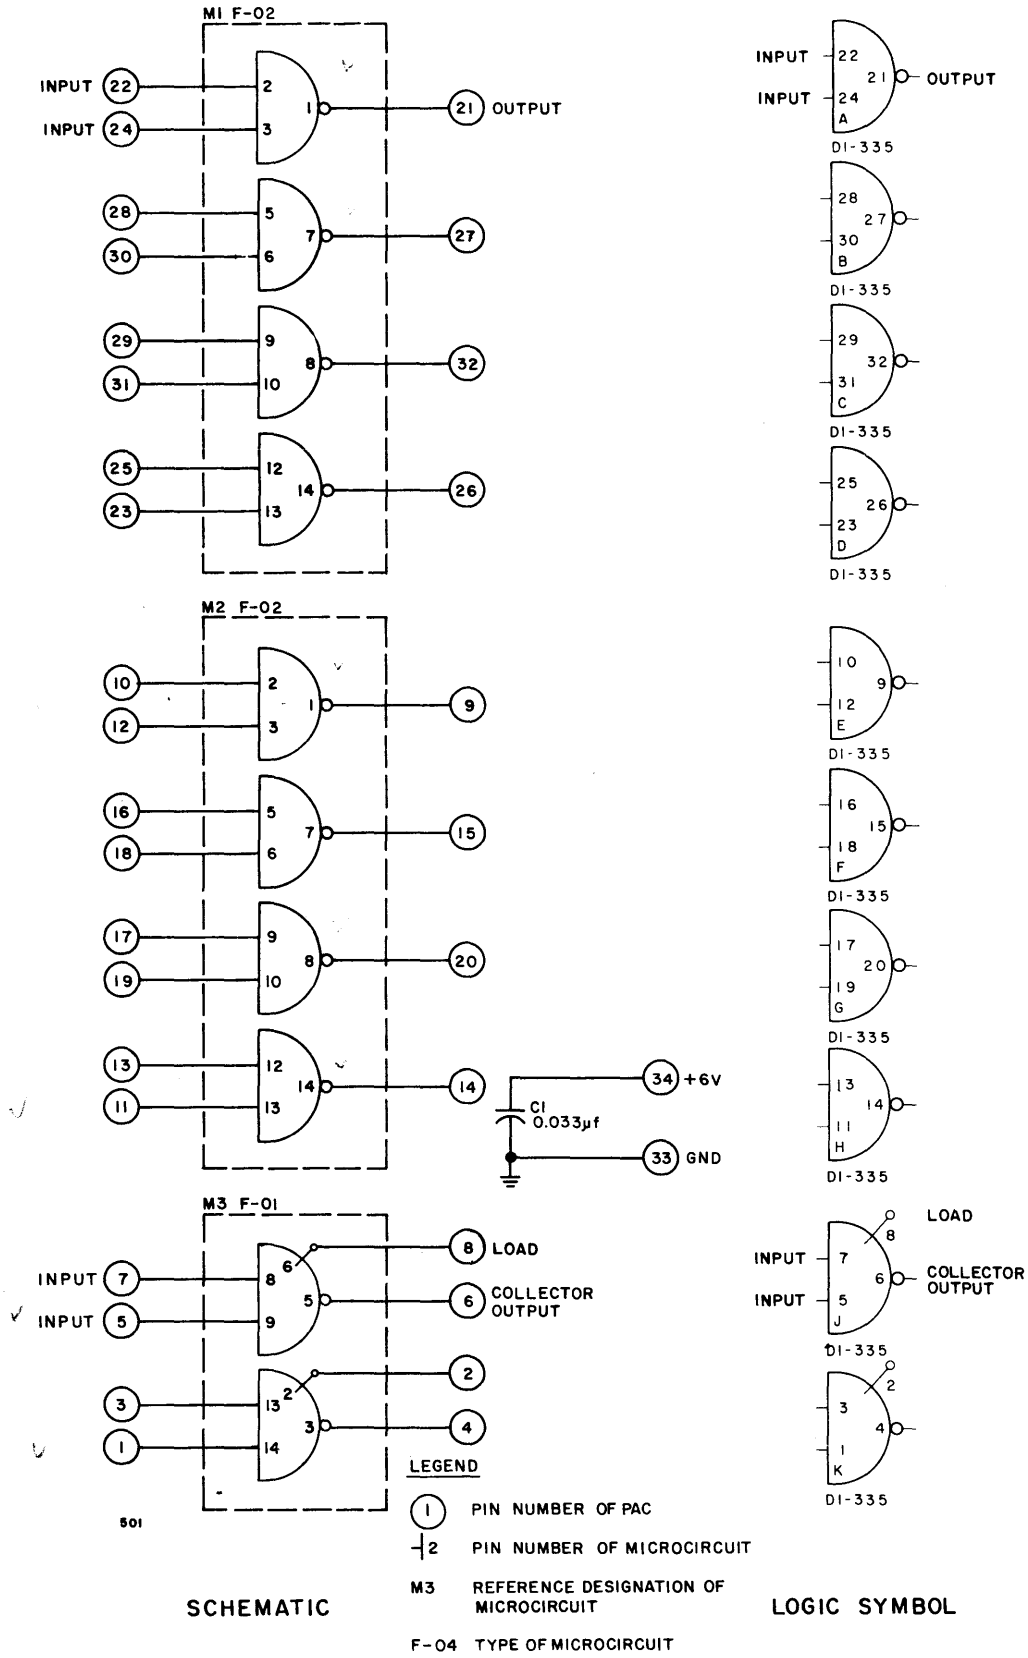 M1 F-02
INPUT 22 2
1 21 OUTPUT
INPUT 24 3
28 5
7 27
30 6
29 9
8 32
31 10
25 12
14 26
23 13
M2 F-02
10 2
1 9
12 3
16 5
7 15
18 6
17 9
8 20
19 10
13 12
14 14
11 13
34 +6V
C1
0.033µf
33 GND
M3 F-01
6 8 LOAD
INPUT 7 8
5 6 COLLECTOR
OUTPUT
INPUT 5 9
2 2
3 13
3 4
1 14
501
LEGEND
1 PIN NUMBER OF PAC
2 PIN NUMBER OF MICROCIRCUIT
M3 REFERENCE DESIGNATION OF
MICROCIRCUIT
F-04 TYPE OF MICROCIRCUIT
SCHEMATIC
INPUT 22
21 OUTPUT
INPUT 24
A
DI-335
28
27
30
B
DI-335
29
32
31
C
DI-335
25
26
23
D
DI-335
10
9
12
E
DI-335
16
15
18
F
DI-335
17
20
19
G
DI-335
13
14
11
H
DI-335
LOAD
8
INPUT 7
6 COLLECTOR
OUTPUT
INPUT 5
J
DI-335
2
3
4
1
K
DI-335
LOGIC SYMBOL